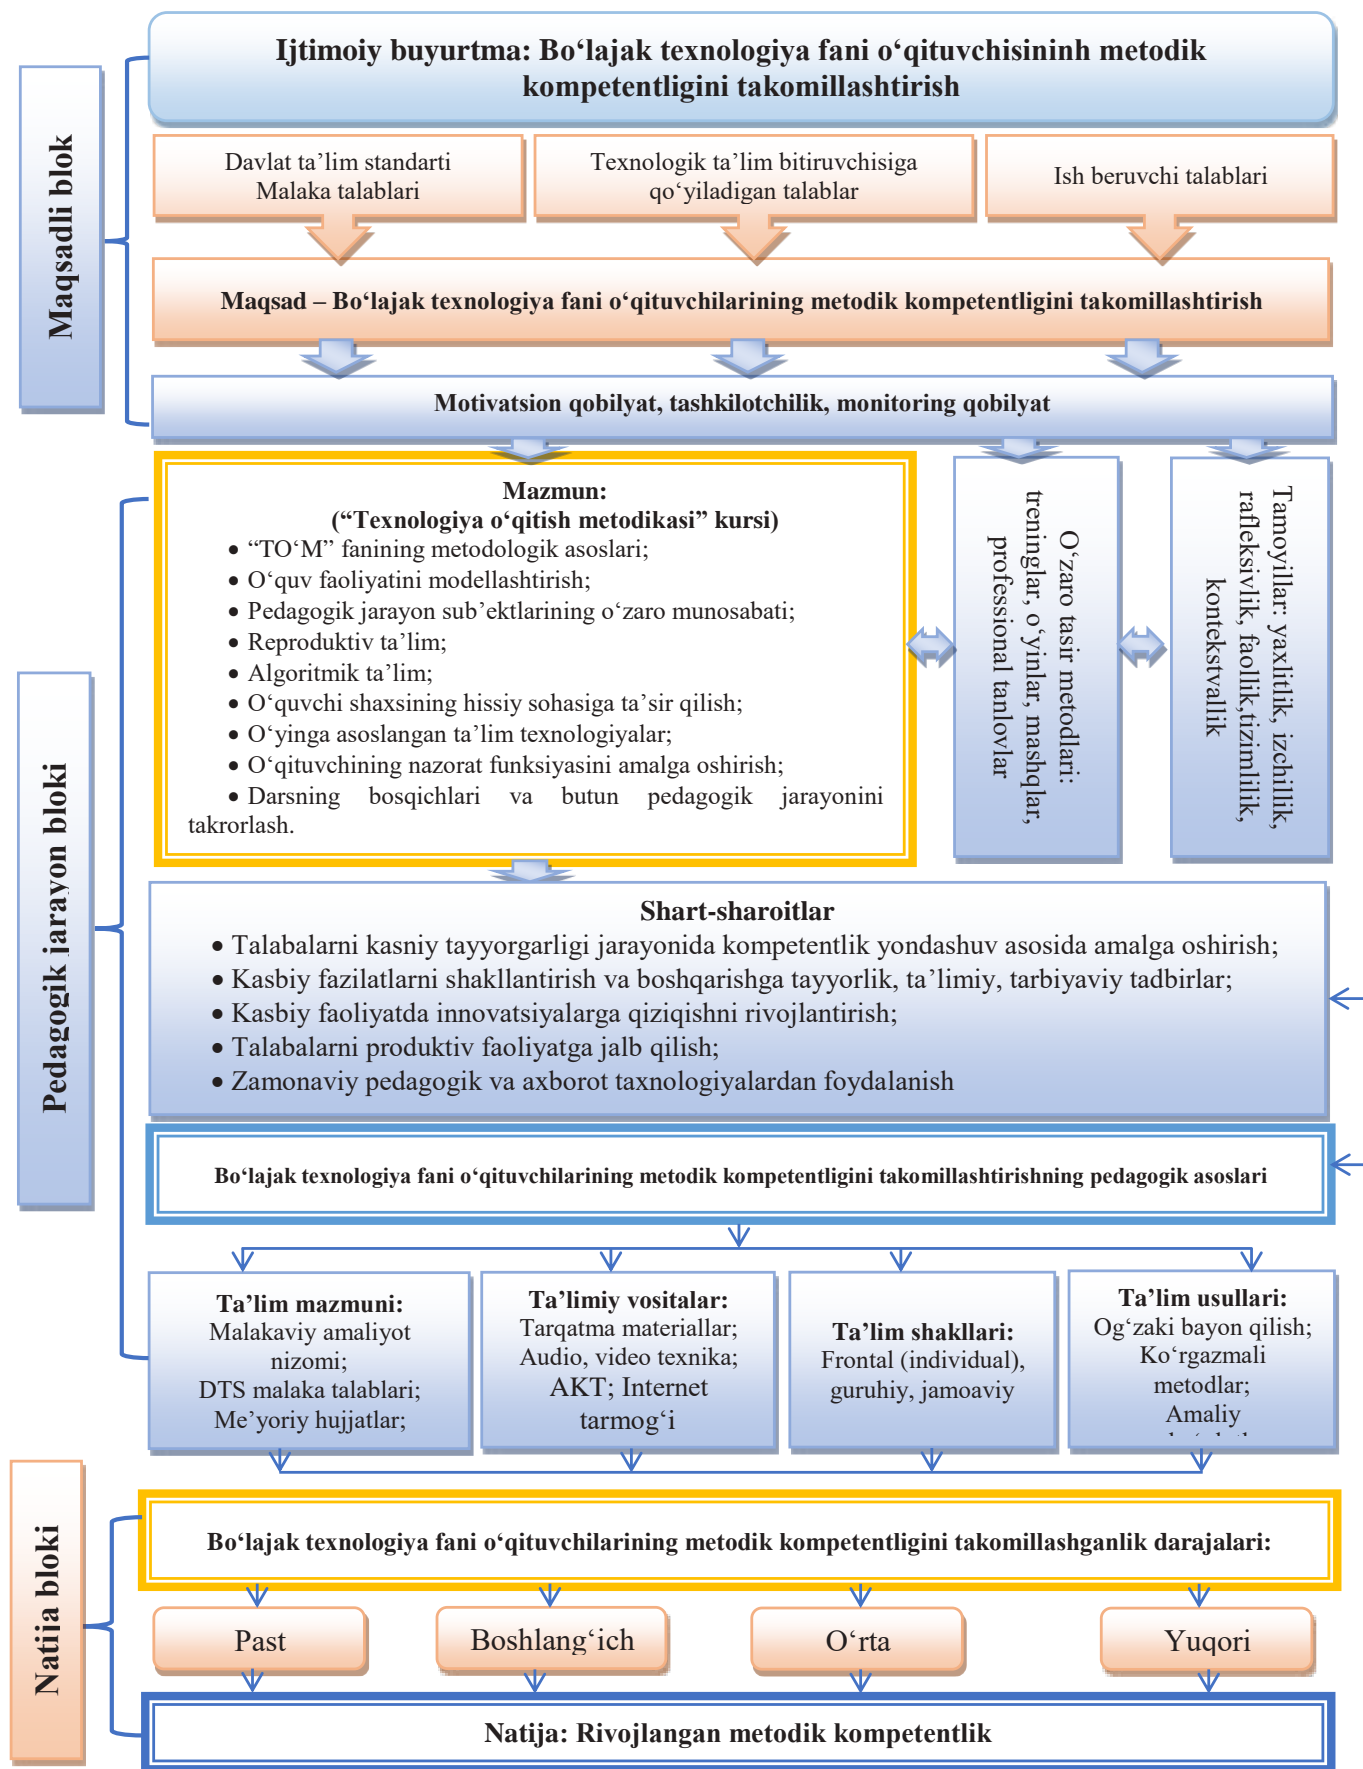 Ijtimoiy buyurtma: Bo‘lajak texnologiya fani o‘qituvchisininh metodik
kompetentligini takomillashtirish
Maqsadli blok
Davlat ta’lim standarti
Malaka talablari
Texnologik ta’lim bitiruvchisiga
qo‘yiladigan talablar
Ish beruvchi talablari
Maqsad – Bo‘lajak texnologiya fani o‘qituvchilarining metodik kompetentligini takomillashtirish
Motivatsion qobilyat, tashkilotchilik, monitoring qobilyat
Pedagogik jarayon bloki
Mazmun:
(“Texnologiya o‘qitish metodikasi” kursi)
• “TO‘M” fanining metodologik asoslari;
• O‘quv faoliyatini modellashtirish;
• Pedagogik jarayon sub’ektlarining o‘zaro munosabati;
• Reproduktiv ta’lim;
• Algoritmik ta’lim;
• O‘quvchi shaxsining hissiy sohasiga ta’sir qilish;
• O‘yinga asoslangan ta’lim texnologiyalar;
• O‘qituvchining nazorat funksiyasini amalga oshirish;
• Darsning bosqichlari va butun pedagogik jarayonini
takrorlash.
O‘zaro tasir metodlari:
treninglar, o‘yinlar, mashqlar,
professional tanlovlar
Tamoyillar: yaxlitlik, izchillik,
rafleksivlik, faollik,tizimlilik,
kontekstvallik
Shart-sharoitlar
• Talabalarni kasniy tayyorgarligi jarayonida kompetentlik yondashuv asosida amalga oshirish;
• Kasbiy fazilatlarni shakllantirish va boshqarishga tayyorlik, ta’limiy, tarbiyaviy tadbirlar;
• Kasbiy faoliyatda innovatsiyalarga qiziqishni rivojlantirish;
• Talabalarni produktiv faoliyatga jalb qilish;
• Zamonaviy pedagogik va axborot taxnologiyalardan foydalanish
Bo‘lajak texnologiya fani o‘qituvchilarining metodik kompetentligini takomillashtirishning pedagogik asoslari
Ta’lim mazmuni:
Malakaviy amaliyot
nizomi;
DTS malaka talablari;
Me’yoriy hujjatlar;
Ta’limiy vositalar:
Tarqatma materiallar;
Audio, video texnika;
AKT; Internet
tarmog‘i
Ta’lim shakllari:
Frontal (individual),
guruhiy, jamoaviy
Ta’lim usullari:
Og‘zaki bayon qilish;
Ko‘rgazmali
metodlar;
Amaliy
Natija bloki
Bo‘lajak texnologiya fani o‘qituvchilarining metodik kompetentligini takomillashganlik darajalari:
Past
Boshlang‘ich
O‘rta
Yuqori
Natija: Rivojlangan metodik kompetentlik